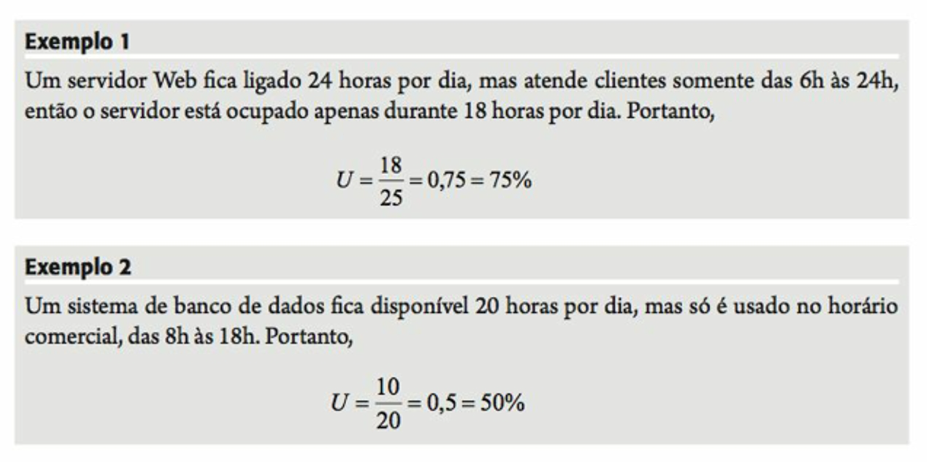 Exemplo 1
Um servidor Web fica ligado 24 horas por dia, mas atende clientes somente das 6h às 24h,
então o servidor está ocupado apenas durante 18 horas por dia. Portanto,
U = 18/25 = 0,75 = 75%
Exemplo 2
Um sistema de banco de dados fica disponível 20 horas por dia, mas só é usado no horário
comercial, das 8h às 18h. Portanto,
U = 10/20 = 0,5 = 50%